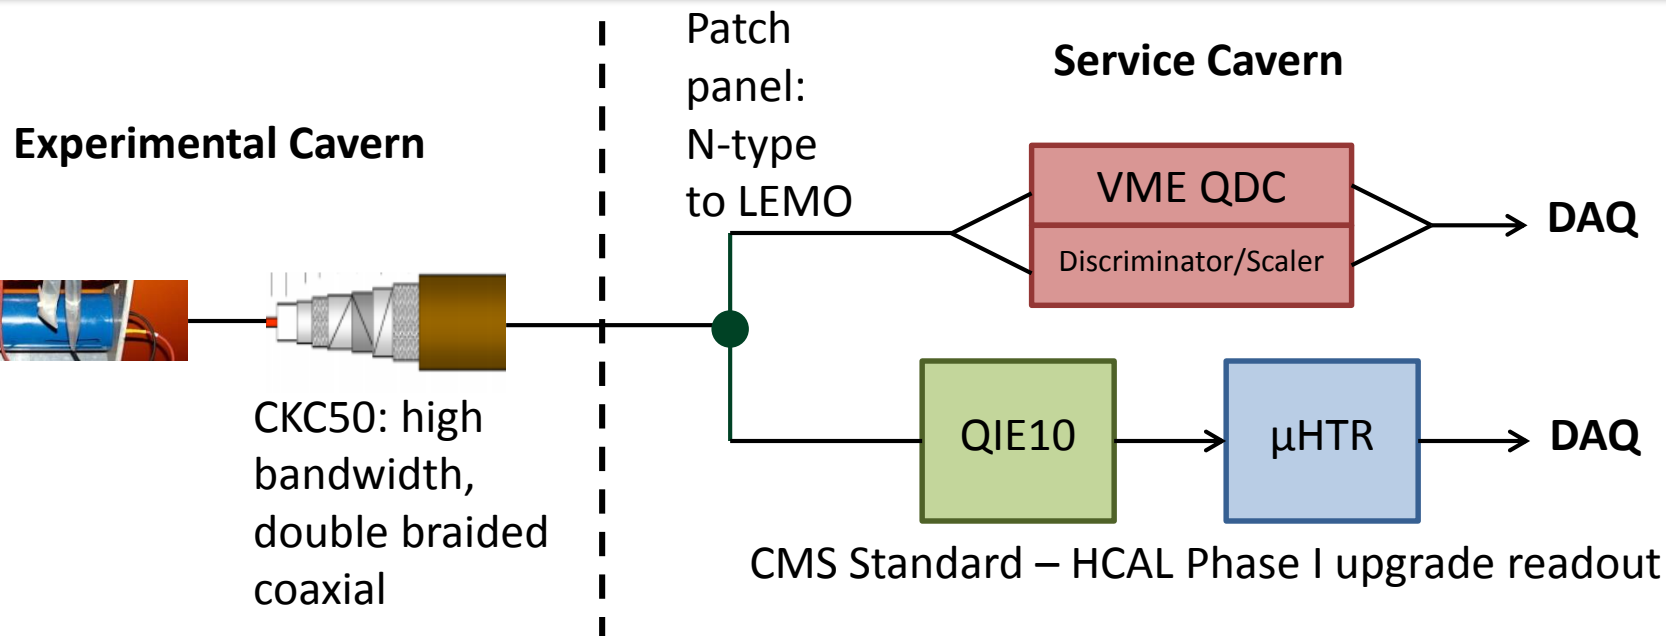 Experimental Cavern
CKC50: high
bandwidth,
double braided
coaxial
Patch
panel:
N-type
to LEMO
Service Cavern
VME QDC
Discriminator/Scaler
DAQ
QIE10
µHTR
DAQ
CMS Standard – HCAL Phase I upgrade readout